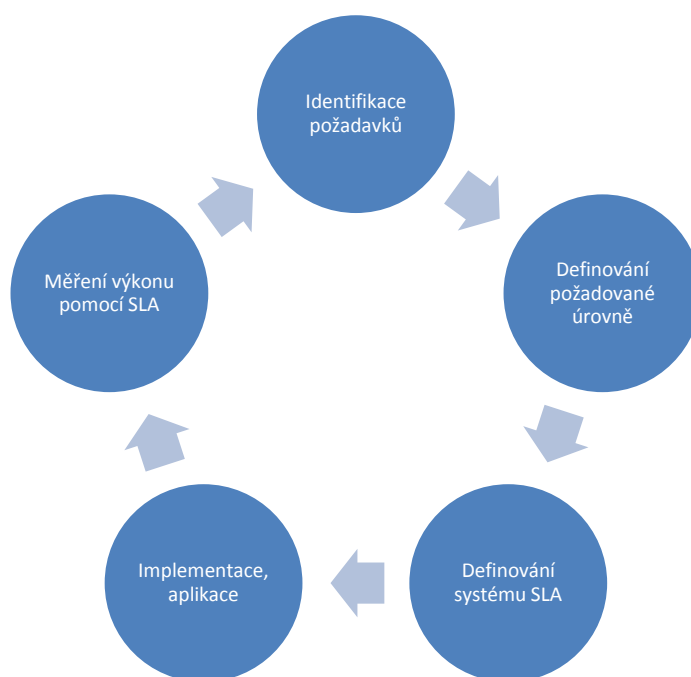 Identifikace
požadavků
Definování
požadované
úrovně
Definování
systému SLA
Implementace,
aplikace
Měření výkonu
pomocí SLA